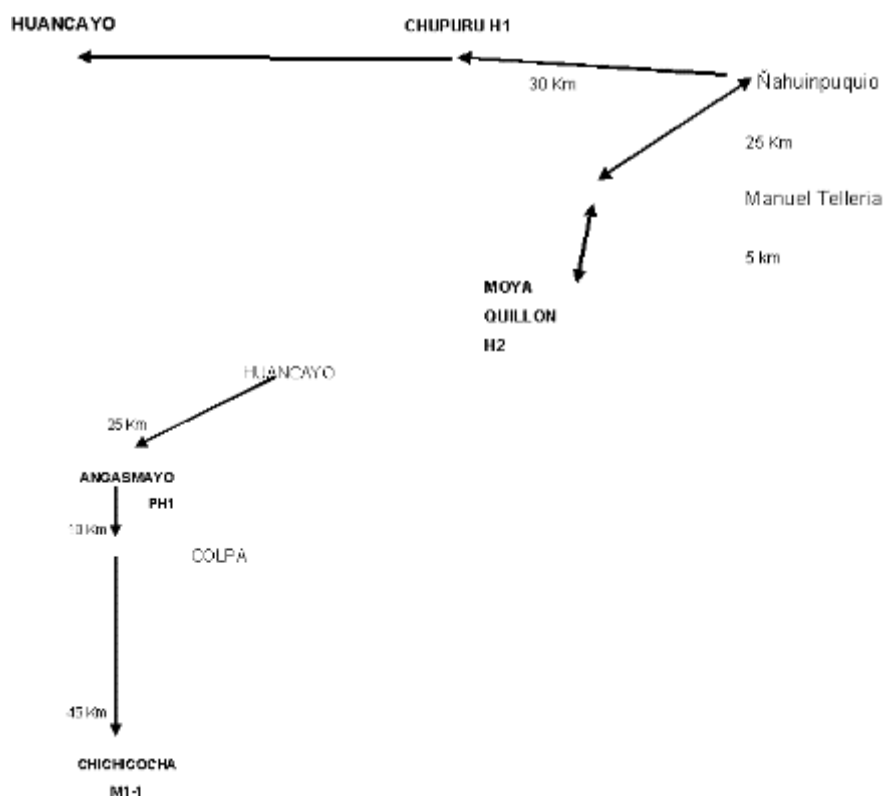 HUANCAYO
CHUPURU H1
30 Km
Ñahuinpuquio
25 Km
Manuel Telleria
5 km
MOYA
QUILLON
H2
HUANCAYO
25 Km
ANGASMAYO
PH1
Km
COLPA
45 Km
CHICHICOCHA
M1-1